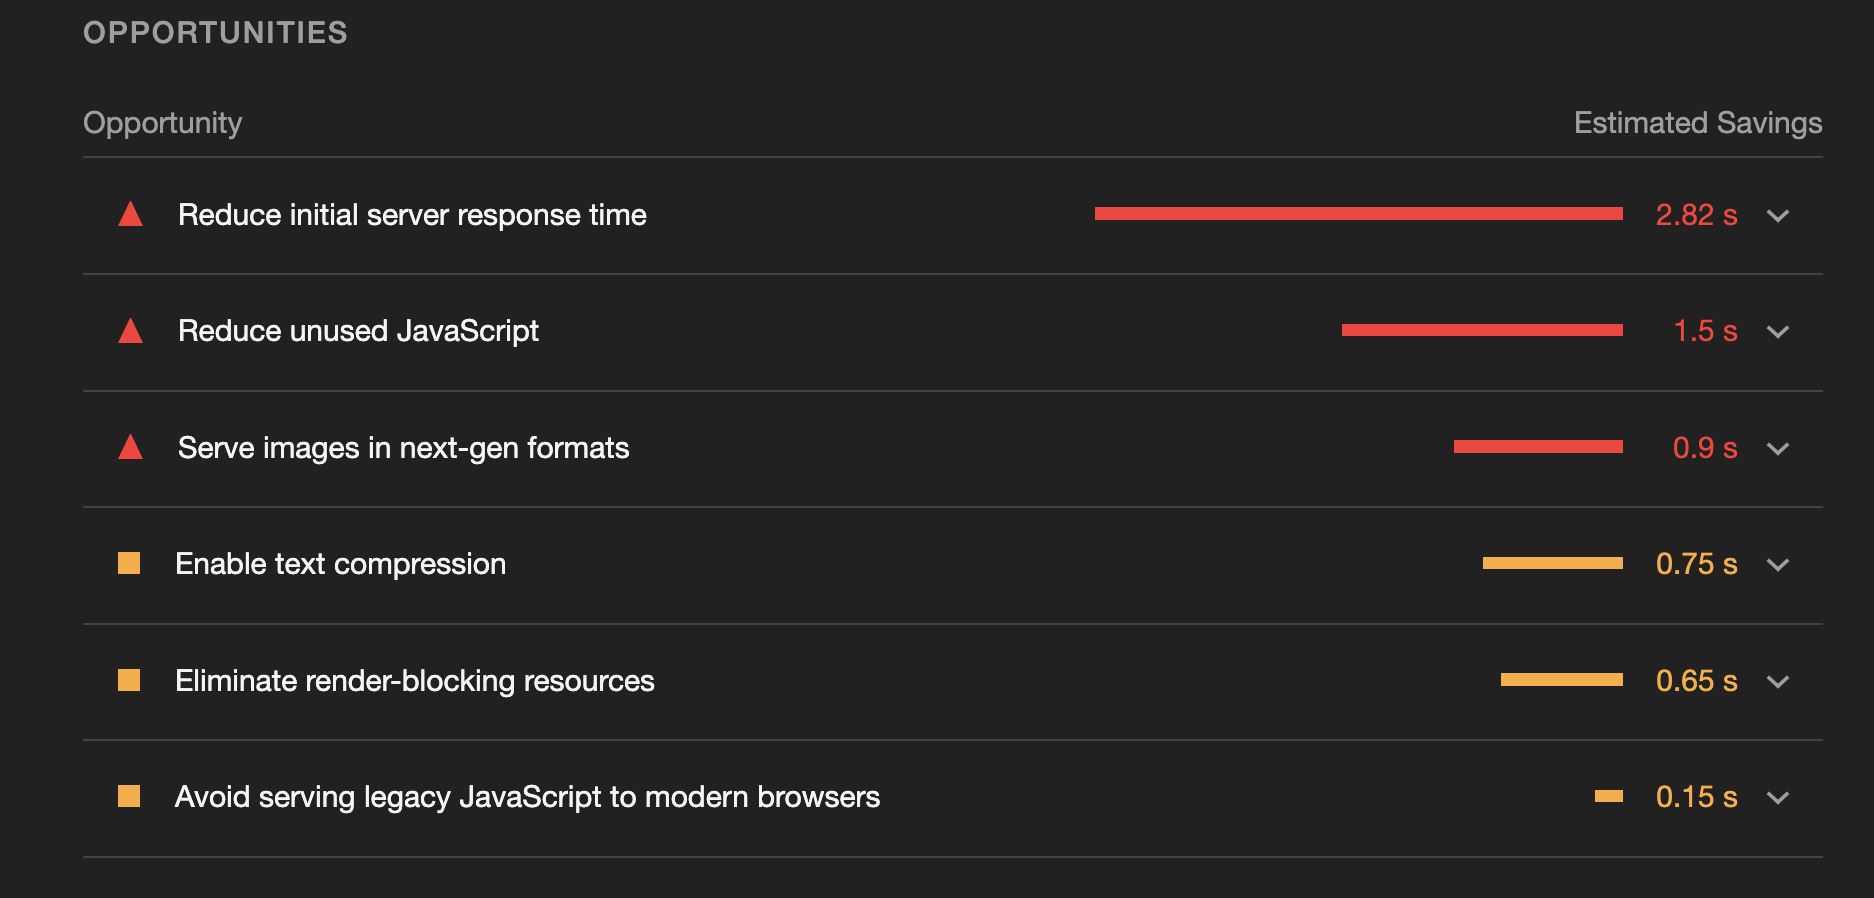 OPPORTUNITIES
Opportunity Estimated Savings
Reduce initial server response time 2.82 s
Reduce unused JavaScript 1.5 s
Serve images in next-gen formats 0.9 s
Enable text compression 0.75 s
Eliminate render-blocking resources 0.65 s
Avoid serving legacy JavaScript to modern browsers 0.15 s